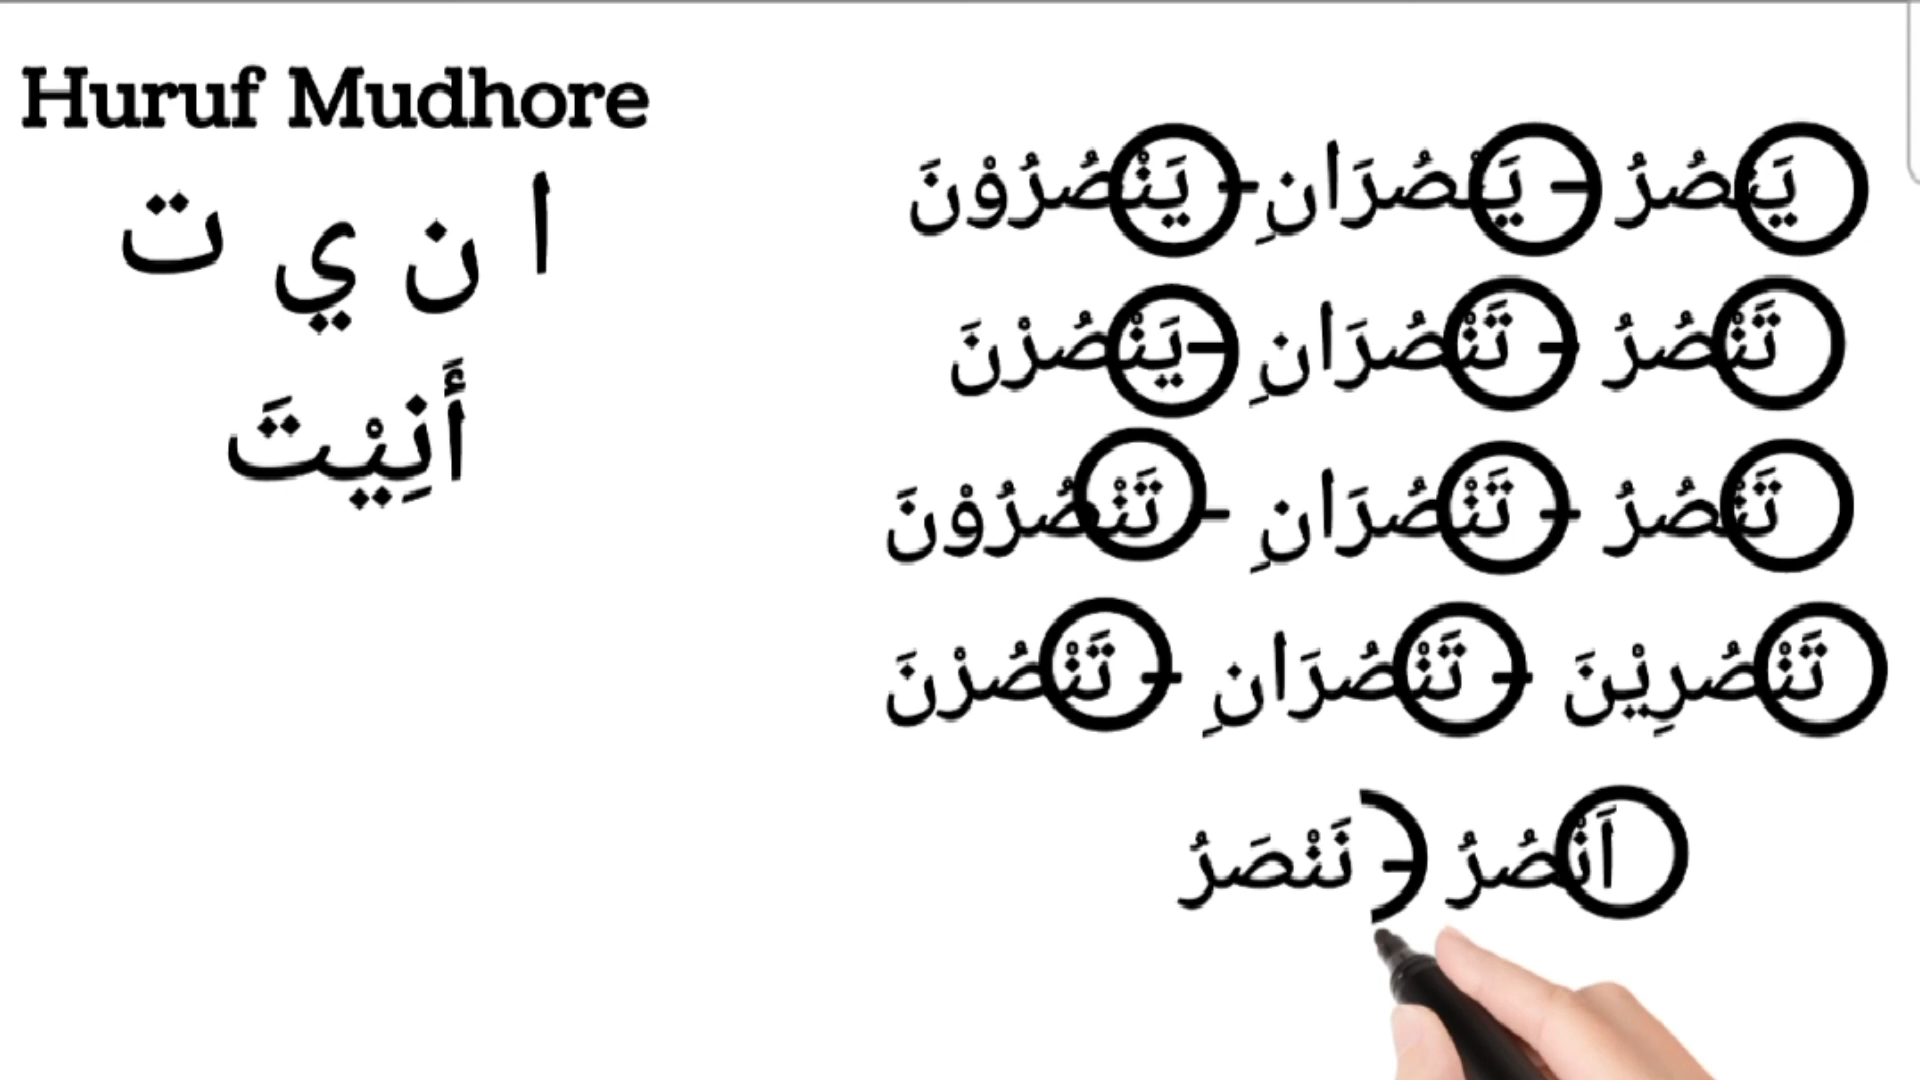 Huruf Mudhore
ا ن ي ت
أَنِيْتَ
يَنْصُرُ – يَنْصُرَانِ – يَنْصُرُوْنَ
تَنْصُرُ – تَنْصُرَانِ – يَنْصُرْنَ
تَنْصُرُ – تَنْصُرَانِ – تَنْصُرُوْنَ
تَنْصُرِيْنَ – تَنْصُرَانِ – تَنْصُرْنَ
اَنْصُرُ – نَنْصَرُ